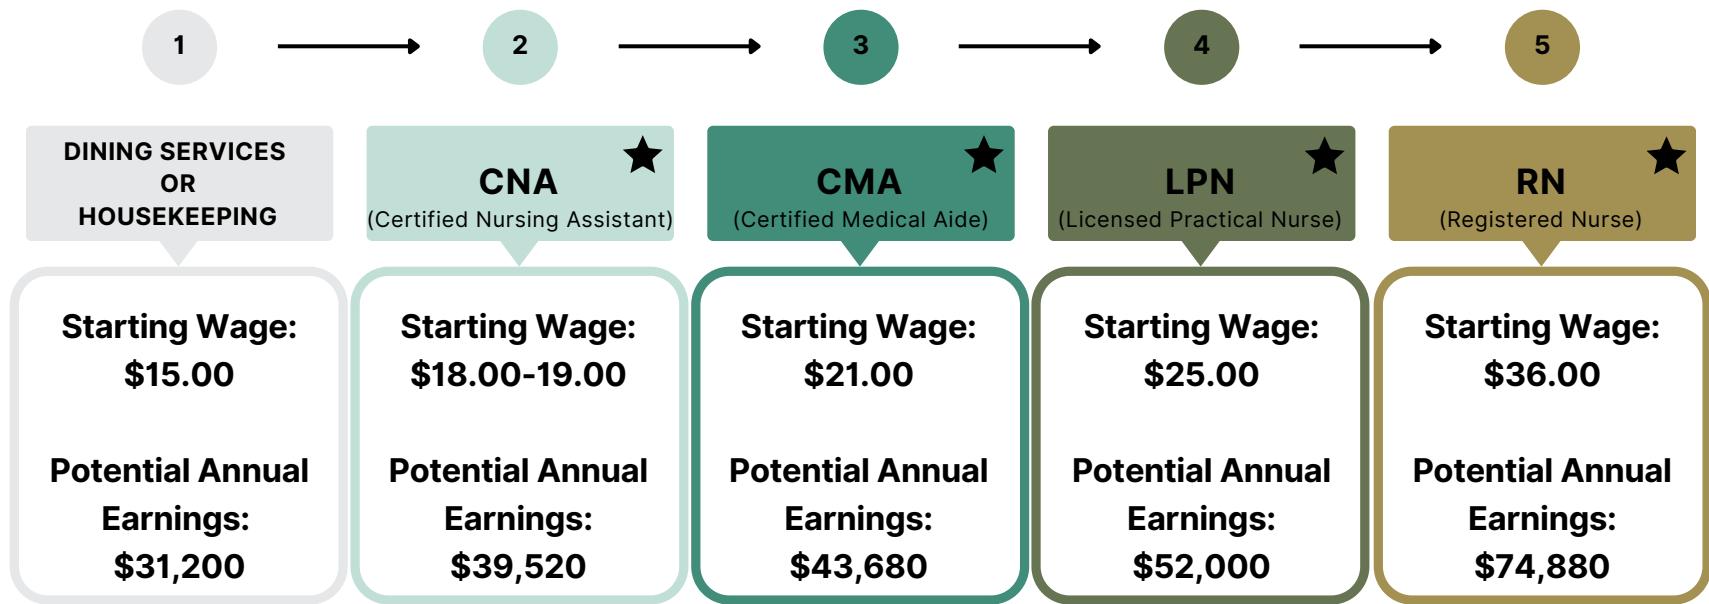 1
2
3
4
5
DINING SERVICES
OR
HOUSEKEEPING
CNA
(Certified Nursing Assistant)
CMA
(Certified Medical Aide)
LPN
(Licensed Practical Nurse)
RN
(Registered Nurse)
Starting Wage:
$15.00
Potential Annual
Earnings:
$31,200
Starting Wage:
$18.00-19.00
Potential Annual
Earnings:
$39,520
Starting Wage:
$21.00
Potential Annual
Earnings:
$43,680
Starting Wage:
$25.00
Potential Annual
Earnings:
$52,000
Starting Wage:
$36.00
Potential Annual
Earnings:
$74,880